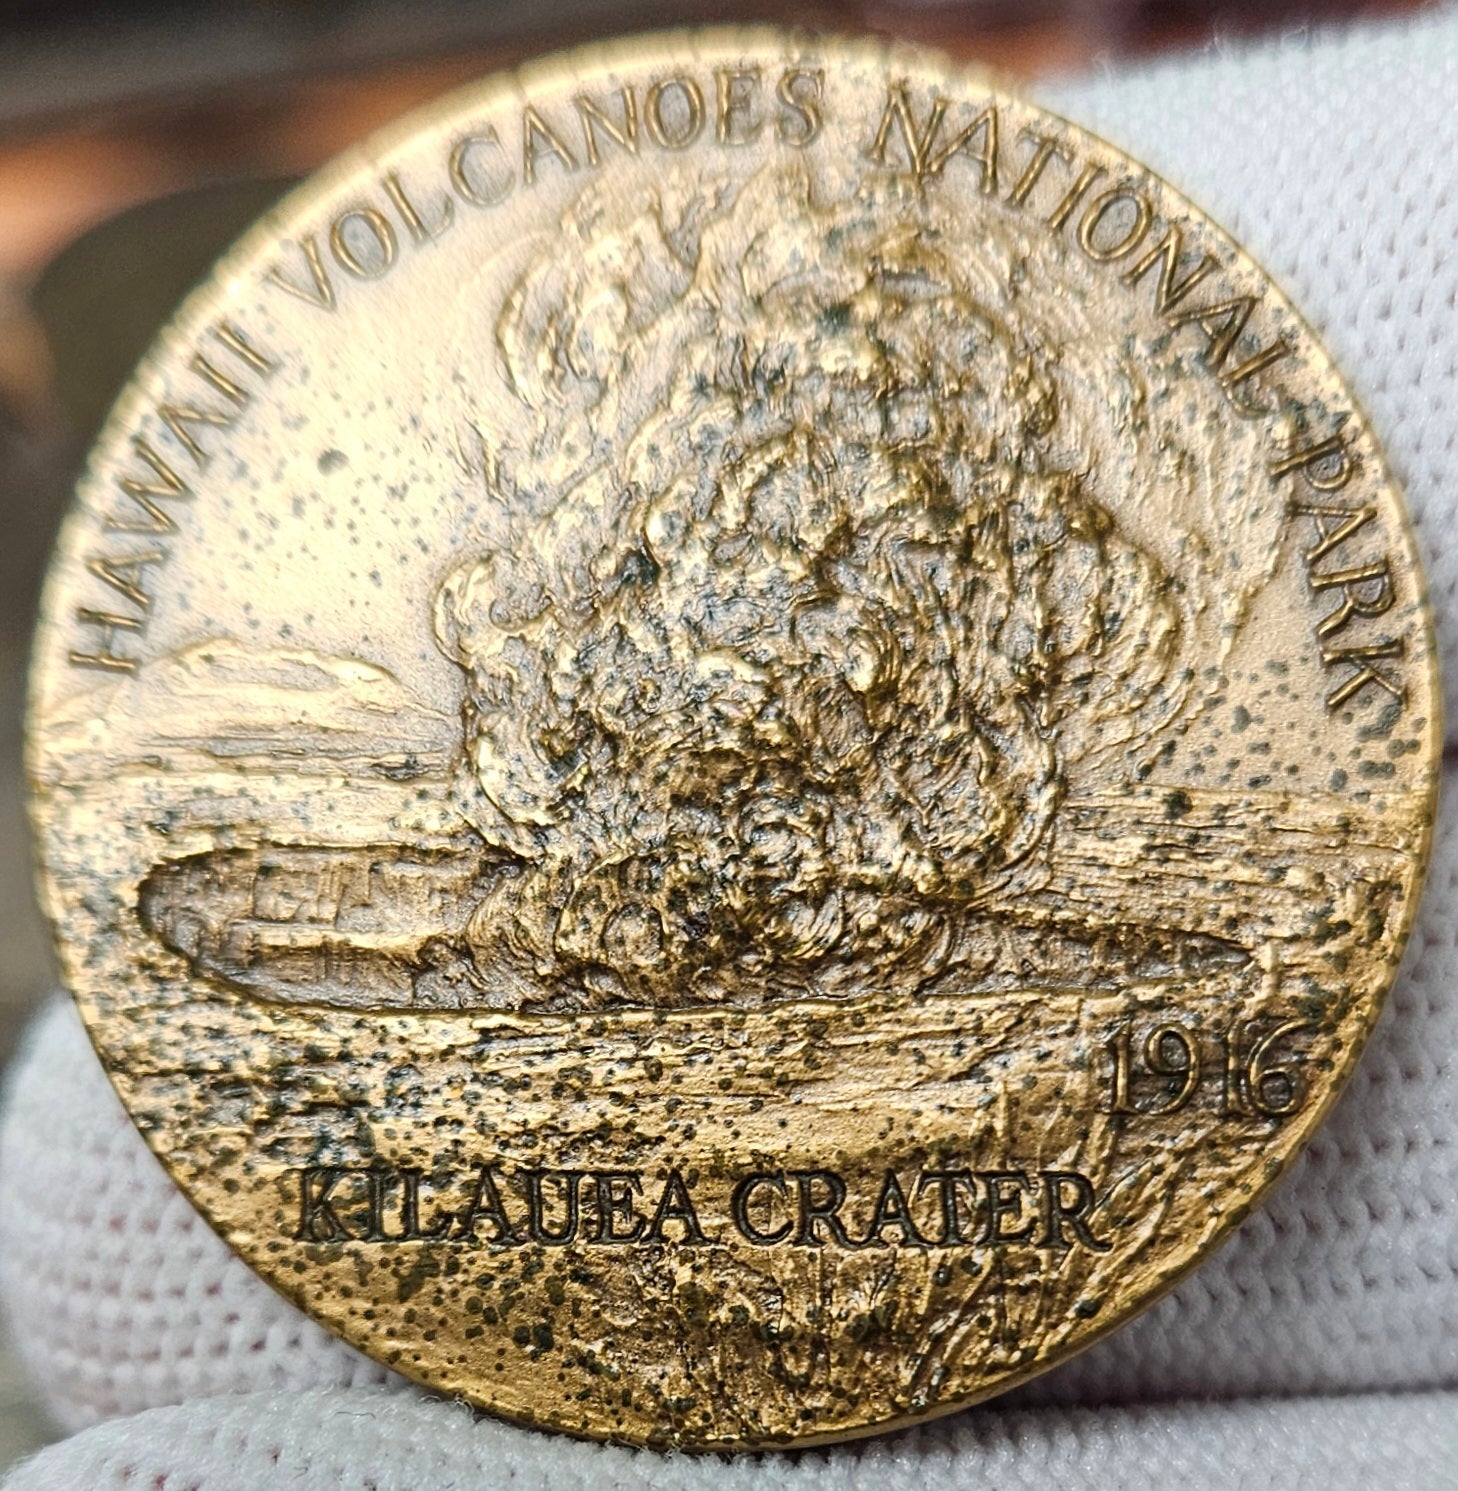 HAWAII VOLCANOES NATIONAL PARK
1916
KILAUEA CRATER